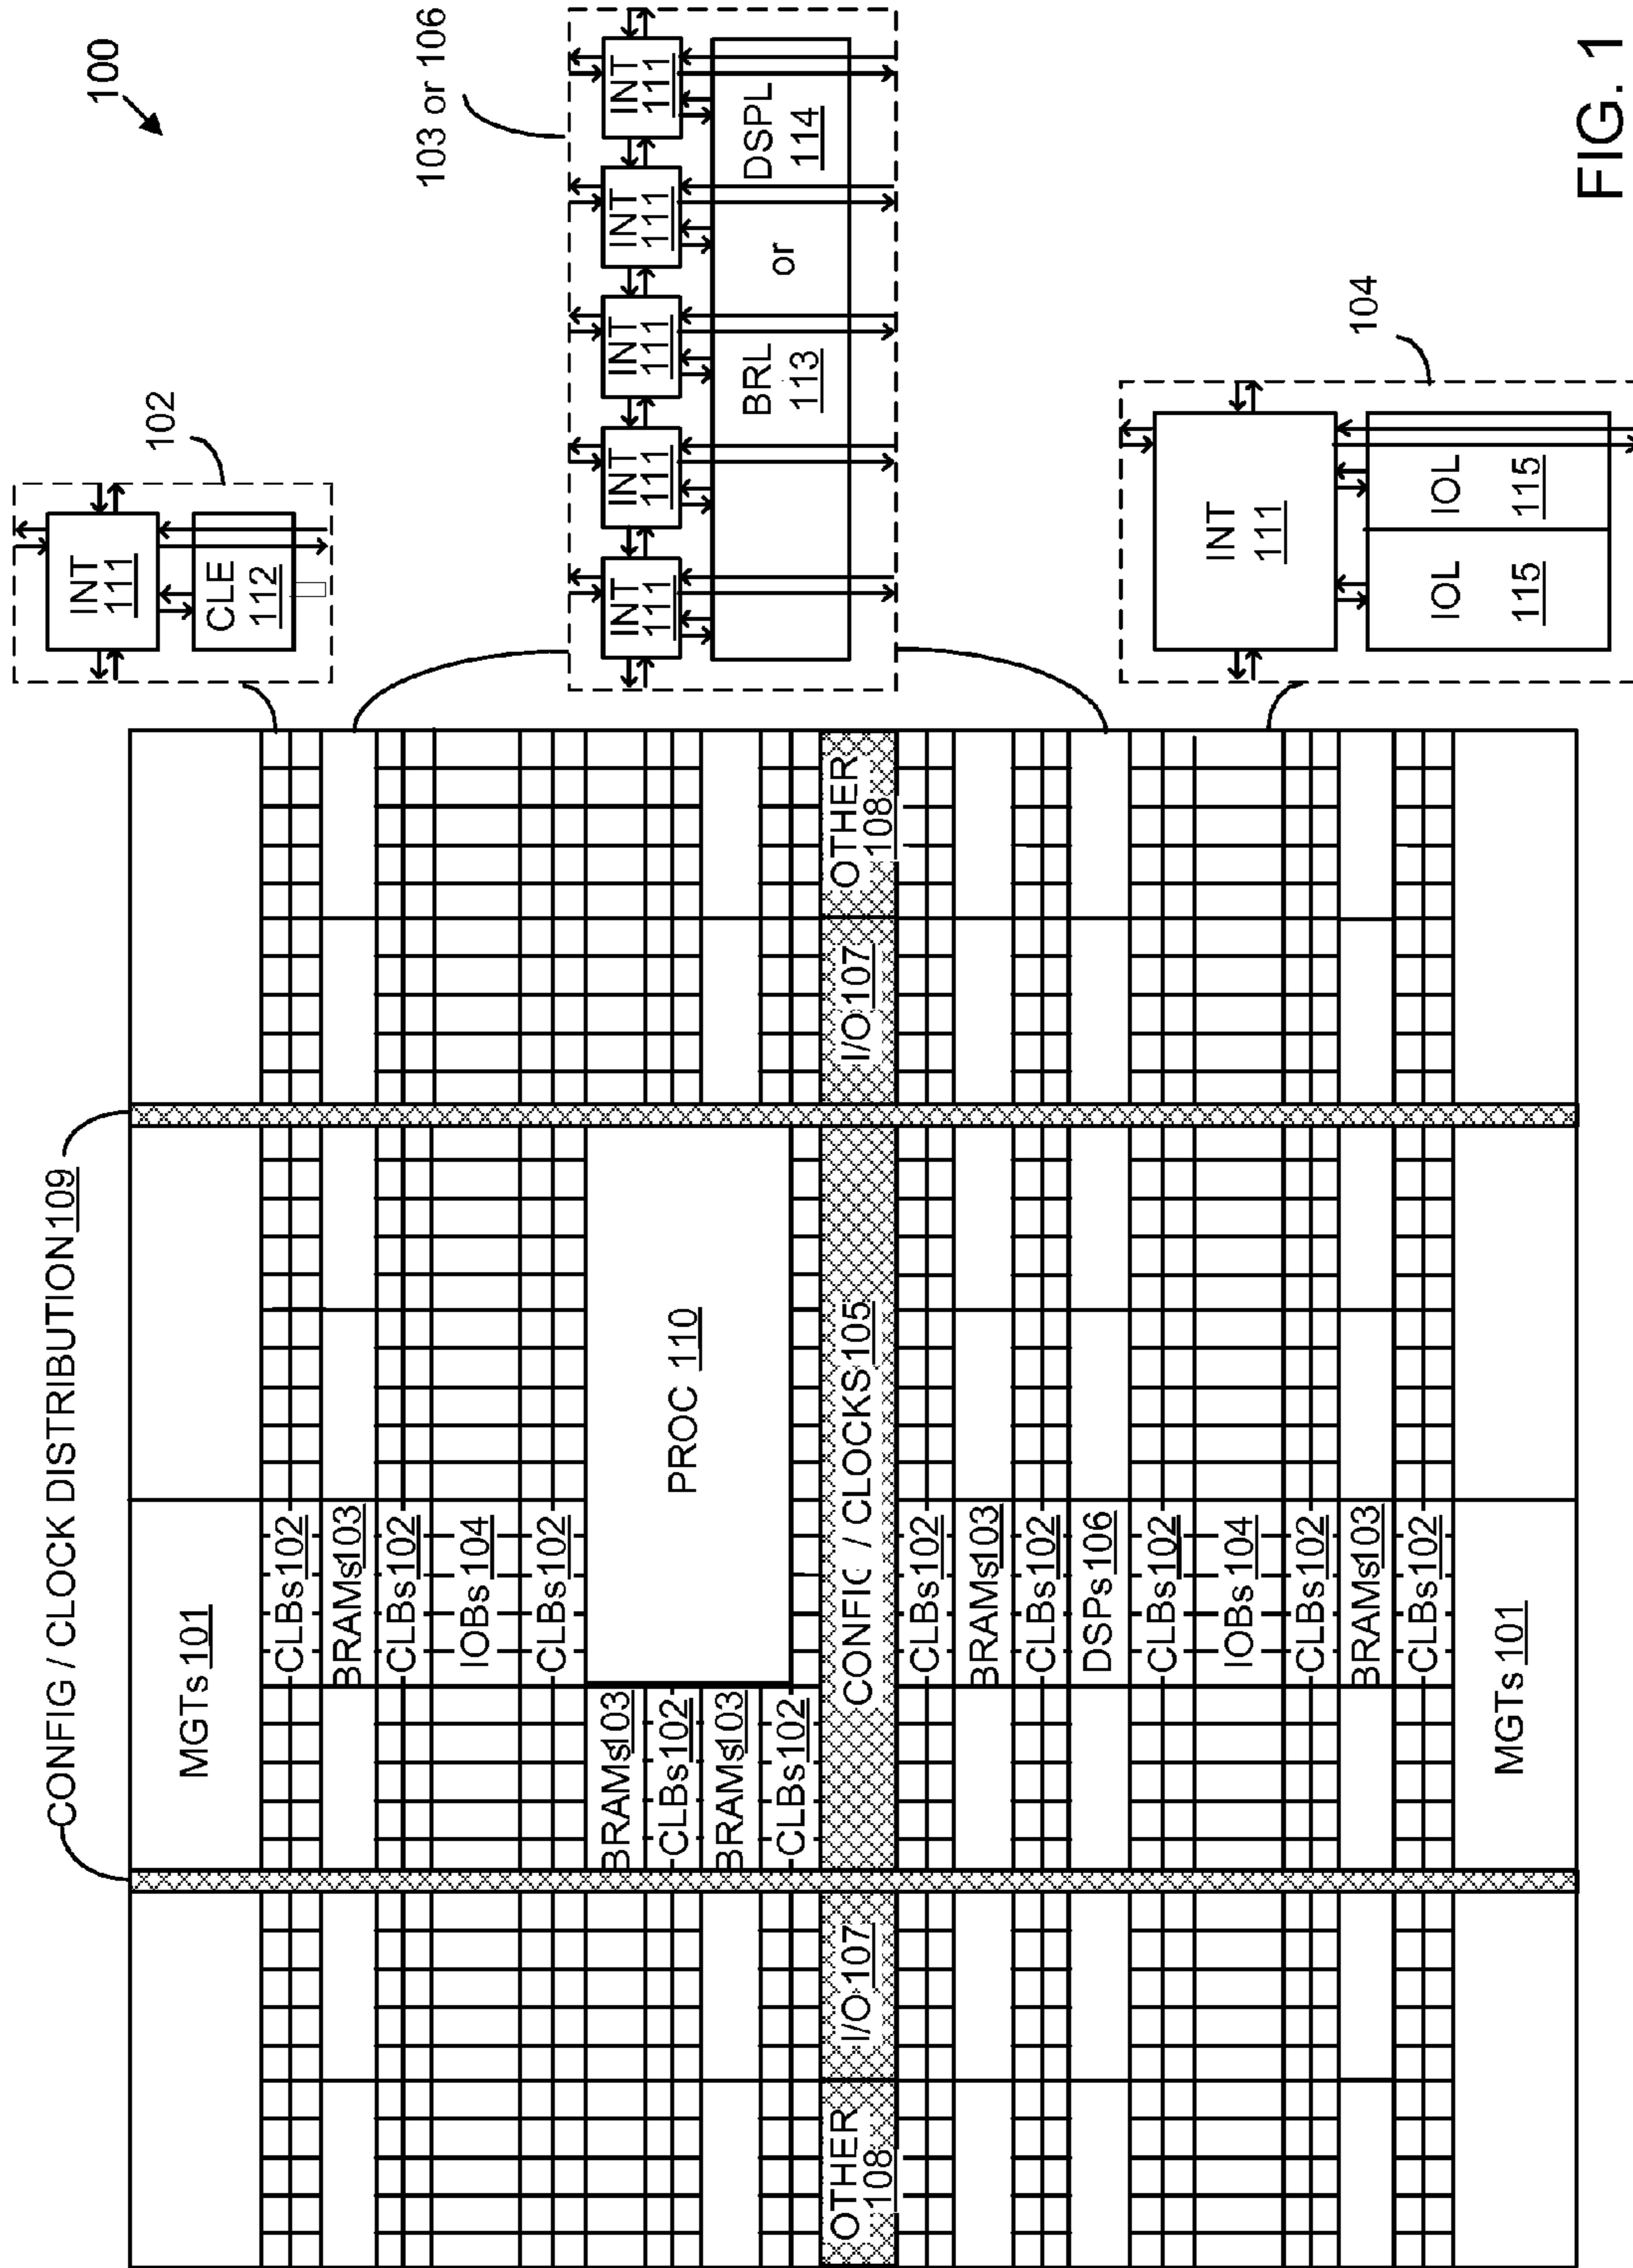 100
CONFIG / CLOCK DISTRIBUTION 109
MGTs 101
CLBs 102
BRAMs 103
CLBs 102
IOBs 104
CLBs 102
BRAMs 103
CLBs 102
BRAMs 103
CLBs 102
PROC 110
OTHER
108
I/O 107
CONFIG / CLOCKS 105
I/O 107
OTHER
108
CLBs 102
BRAMs 103
CLBs 102
DSPs 106
CLBs 102
IOBs 104
CLBs 102
BRAMs 103
CLBs 102
MGTs 101
102
INT
111
CLE
112
103 or 106
INT
111
INT
111
INT
111
INT
111
INT
111
BRL
113
or
DSPL
114
104
INT
111
IOL
115
IOL
115
FIG. 1